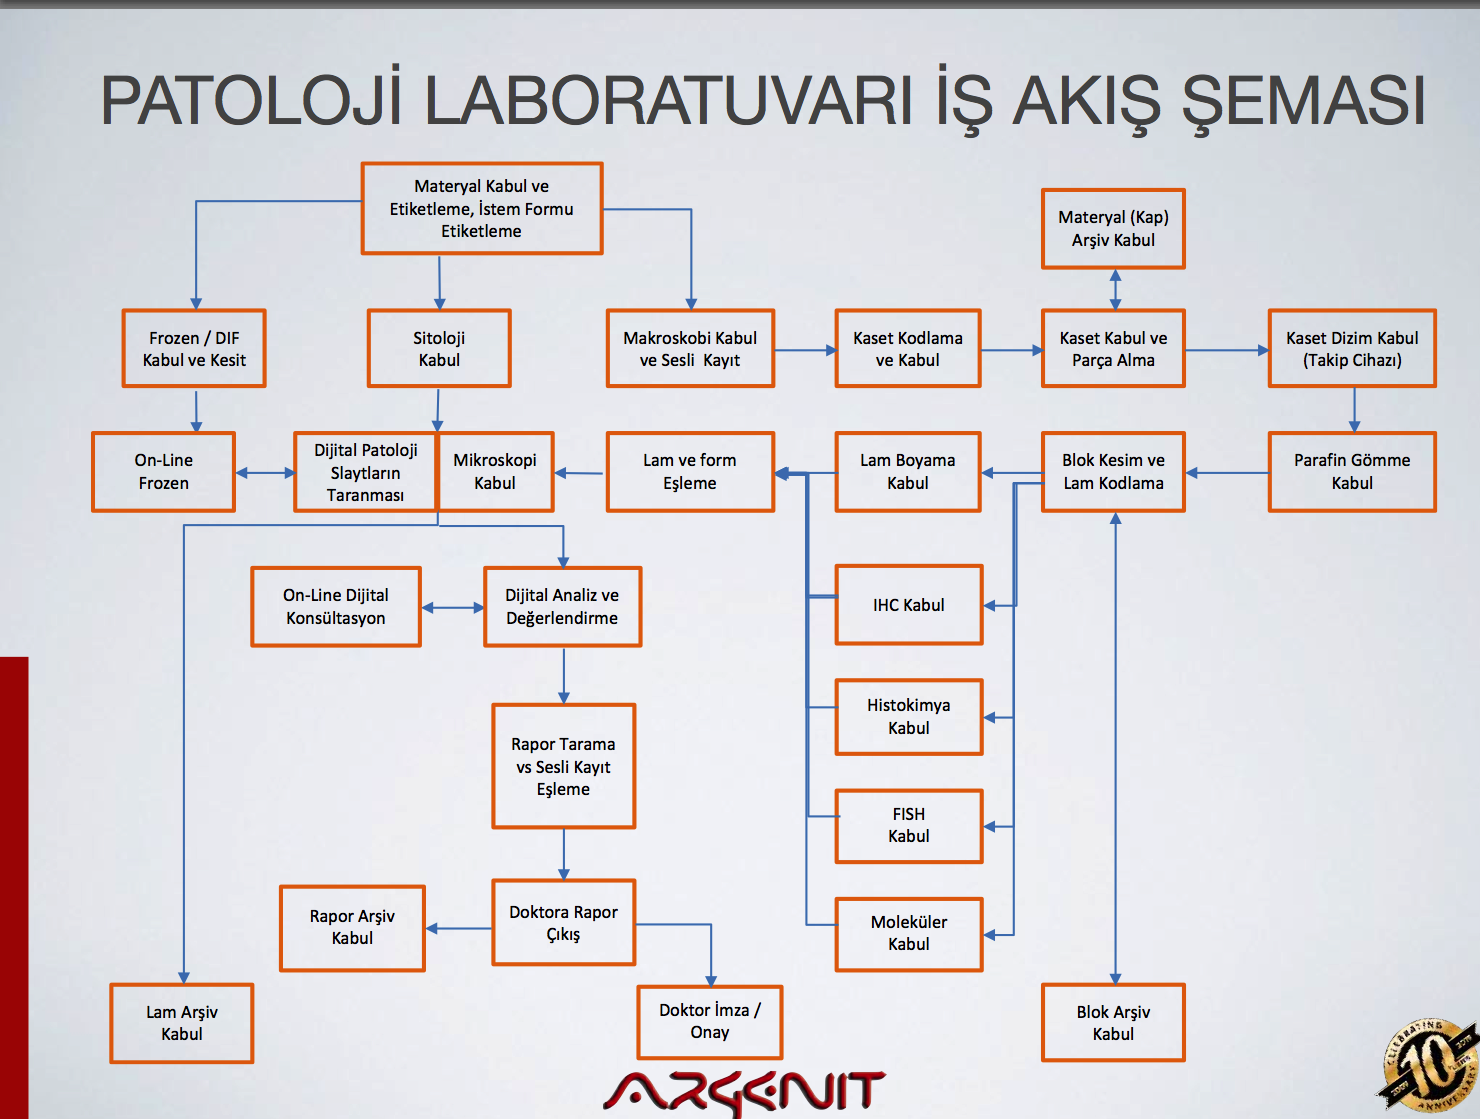 PATOLOJİ LABORATUVARI İŞ AKIŞ ŞEMASI
Materyal Kabul ve
Etiketleme, İstem Formu
Etiketleme
Materyal (Kap)
Arşiv Kabul
Frozen / DIF
Kabul ve Kesit
Sitoloji
Kabul
Makroskobi Kabul
ve Sesli Kayıt
Kaset Kodlama
ve Kabul
Kaset Kabul ve
Parça Alma
Kaset Dizim Kabul
(Takip Cihazı)
On-Line
Frozen
Dijital Patoloji
Slaytların
Taranması
Mikroskopi
Kabul
Lam ve form
Eşleme
Lam Boyama
Kabul
Blok Kesim ve
Lam Kodlama
Parafin Gömme
Kabul
On-Line Dijital
Konsültasyon
Dijital Analiz ve
Değerlendirme
IHC Kabul
Rapor Tarama
vs Sesli Kayıt
Eşleme
Histokimya
Kabul
FISH
Kabul
Rapor Arşiv
Kabul
Doktora Rapor
Çıkış
Moleküler
Kabul
Lam Arşiv
Kabul
Doktor İmza /
Onay
Blok Arşiv
Kabul
ARGENIT
CELEBRATING
10
YEARS
ANNIVERSARY